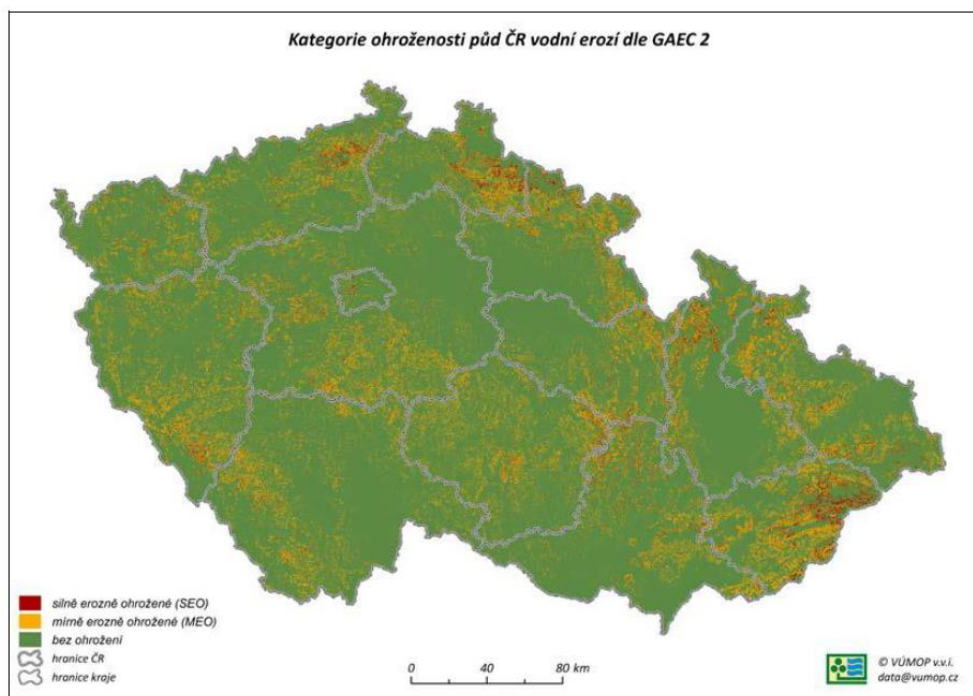 Kategorie ohroženosti půd ČR vodní erozí dle GAEC 2
silně erozně ohrožené (SEO)
mírně erozně ohrožené (MEO)
bez ohrožení
hranice ČR
hranice kraje
0 40 80 km
© VÚMOP v.v.i.
data@vumop.cz